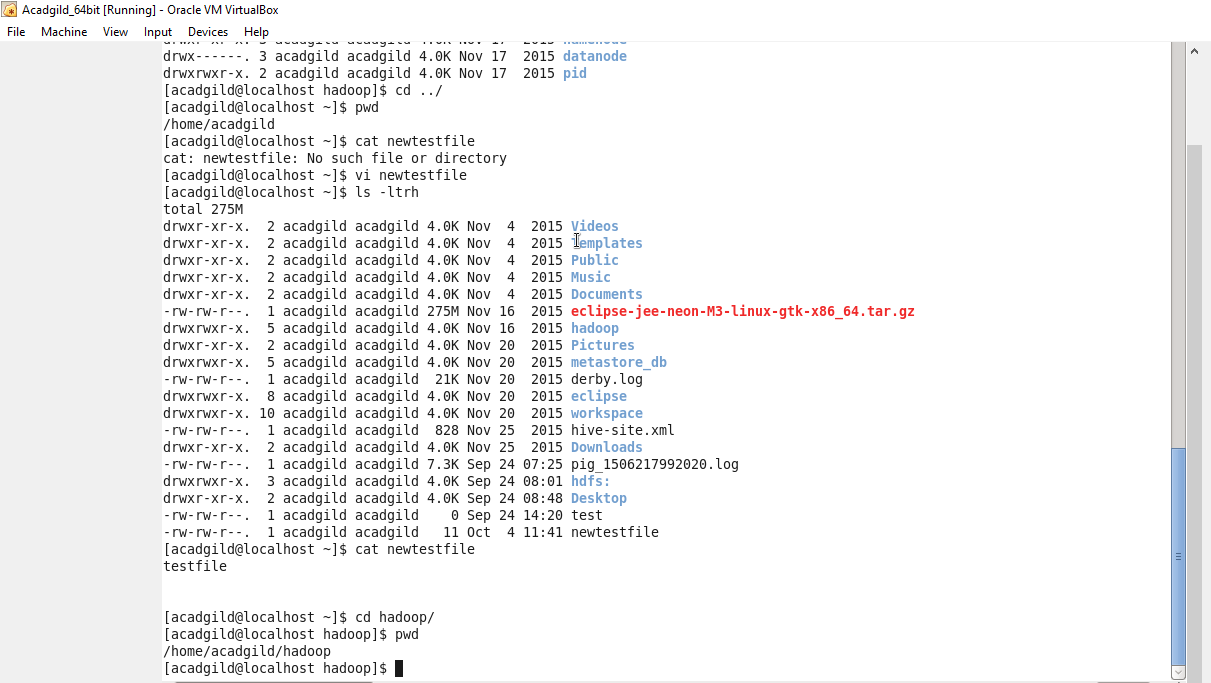 Acadgild_64bit [Running] - Oracle VM VirtualBox
File Machine View Input Devices Help
drwxr-xr-x. 3 acadgild acadgild 4.0K Nov 17  2015 namenode
drwx------. 3 acadgild acadgild 4.0K Nov 17  2015 datanode
drwxrwxr-x. 2 acadgild acadgild 4.0K Nov 17  2015 pid
[acadgild@localhost hadoop]$ cd ../
[acadgild@localhost ~]$ pwd
/home/acadgild
[acadgild@localhost ~]$ cat newtestfile
cat: newtestfile: No such file or directory
[acadgild@localhost ~]$ vi newtestfile
[acadgild@localhost ~]$ ls -ltrh
total 275M
drwxr-xr-x.  2 acadgild acadgild 4.0K Nov  4  2015 Videos
drwxr-xr-x.  2 acadgild acadgild 4.0K Nov  4  2015 Templates
drwxr-xr-x.  2 acadgild acadgild 4.0K Nov  4  2015 Public
drwxr-xr-x.  2 acadgild acadgild 4.0K Nov  4  2015 Music
drwxr-xr-x.  2 acadgild acadgild 4.0K Nov  4  2015 Documents
-rw-rw-r--.  1 acadgild acadgild 275M Nov 16  2015 eclipse-jee-neon-M3-linux-gtk-x86_64.tar.gz
drwxrwxr-x.  5 acadgild acadgild 4.0K Nov 16  2015 hadoop
drwxr-xr-x.  2 acadgild acadgild 4.0K Nov 20  2015 Pictures
drwxrwxr-x.  5 acadgild acadgild 4.0K Nov 20  2015 metastore_db
-rw-rw-r--.  1 acadgild acadgild  21K Nov 20  2015 derby.log
drwxrwxr-x.  8 acadgild acadgild 4.0K Nov 20  2015 eclipse
drwxrwxr-x. 10 acadgild acadgild 4.0K Nov 20  2015 workspace
-rw-rw-r--.  1 acadgild acadgild  828 Nov 25  2015 hive-site.xml
drwxr-xr-x.  2 acadgild acadgild 4.0K Nov 25  2015 Downloads
-rw-rw-r--.  1 acadgild acadgild 7.3K Sep 24 07:25 pig_1506217992020.log
drwxrwxr-x.  3 acadgild acadgild 4.0K Sep 24 08:01 hdfs:
drwxr-xr-x.  2 acadgild acadgild 4.0K Sep 24 08:48 Desktop
-rw-rw-r--.  1 acadgild acadgild    0 Sep 24 14:20 test
-rw-rw-r--.  1 acadgild acadgild   11 Oct  4 11:41 newtestfile
[acadgild@localhost ~]$ cat newtestfile
testfile
[acadgild@localhost ~]$ cd hadoop/
[acadgild@localhost hadoop]$ pwd
/home/acadgild/hadoop
[acadgild@localhost hadoop]$